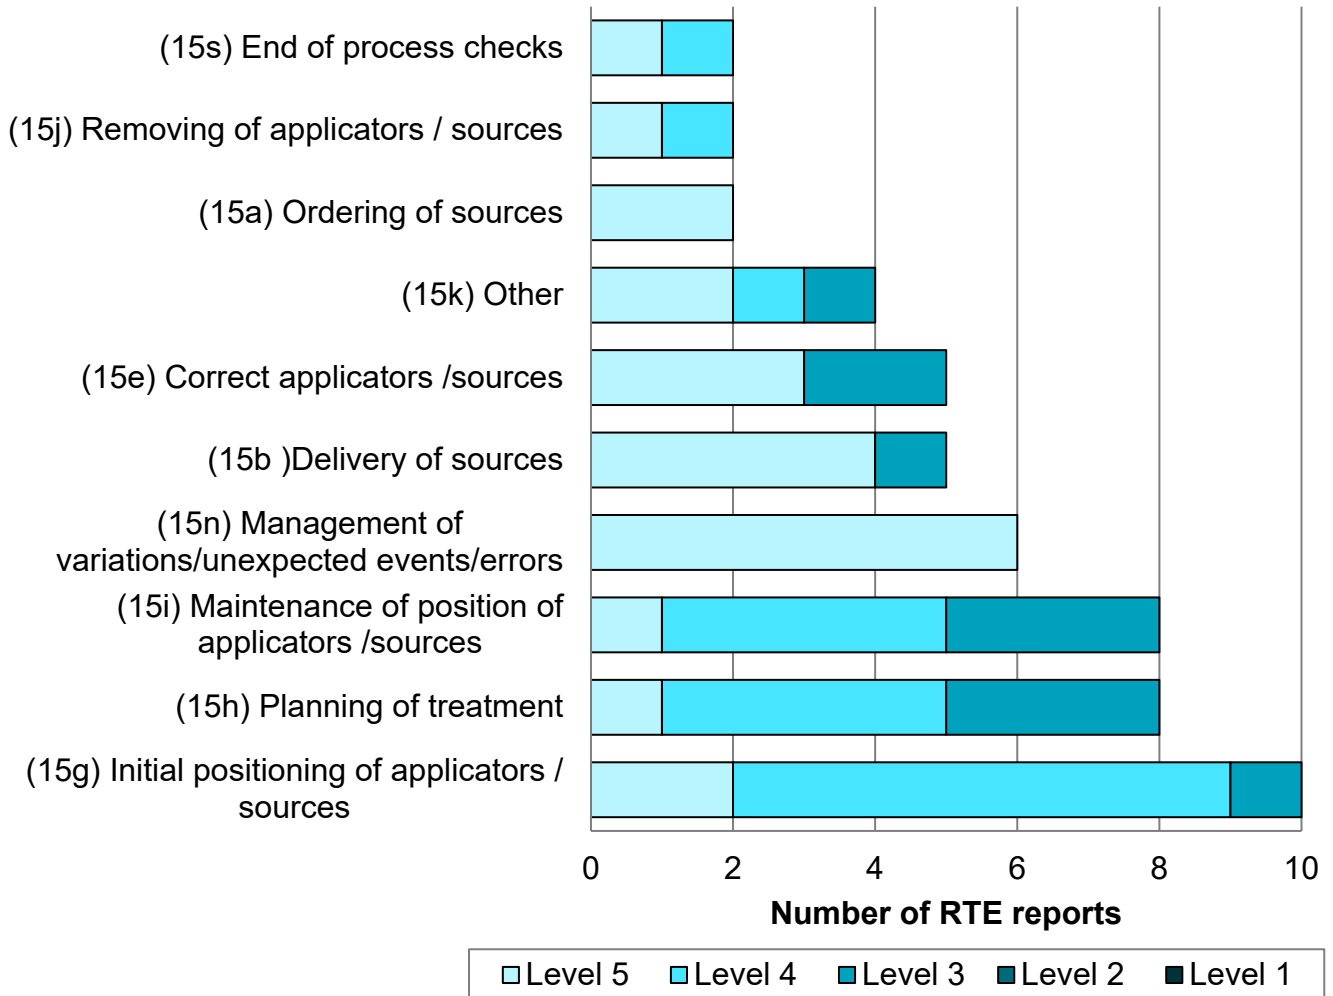 (15s) End of process checks
(15j) Removing of applicators / sources
(15a) Ordering of sources
(15k) Other
(15e) Correct applicators /sources
(15b )Delivery of sources
(15n) Management of
variations/unexpected events/errors
(15i) Maintenance of position of
applicators /sources
(15h) Planning of treatment
(15g) Initial positioning of applicators /
sources
0 2 4 6 8 10
Number of RTE reports
Level 5 Level 4 Level 3 Level 2 Level 1